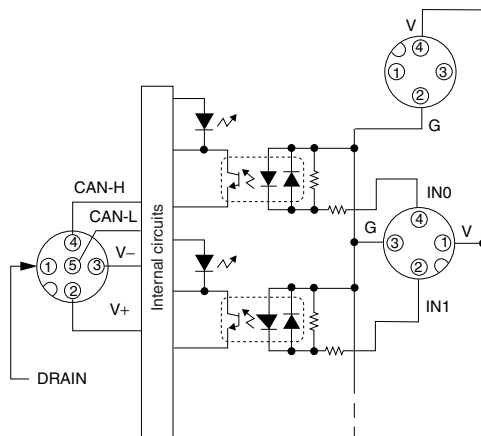 V
4
1
3
2
G
CAN-H
CAN-L
V−
V+
4
1
5
3
2
DRAIN
Internal circuits
IN0
G
V
4
3
1
2
IN1